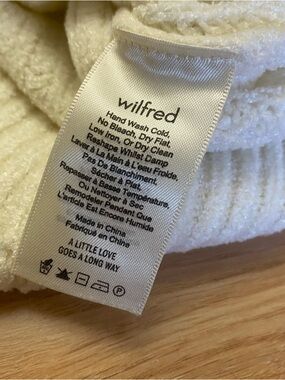 wilfred
Hand Wash Cold,
No Bleach, Dry Flat,
Low Iron, Or Dry Clean
Reshape Whilst Damp
Laver à La Main à L'eau Froide,
Pas De Blanchiment,
Sécher à Plat,
Repasser à Basse Température,
Ou Nettoyer à Sec
Remodeler Pendant Que
L'article Est Encore Humide
Made in China
Fabriqué en Chine
A LITTLE LOVE
GOES A LONG WAY
P